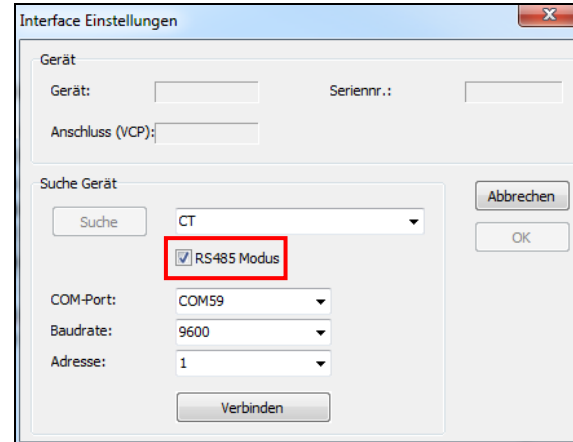 Interface Einstellungen
Gerät
Gerät:
Seriennr.:
Anschluss (VCP):
Suche Gerät
Suche
CT
RS485 Modus
COM-Port:
COM59
Baudrate:
9600
Adresse:
1
Verbinden
Abbrechen
OK